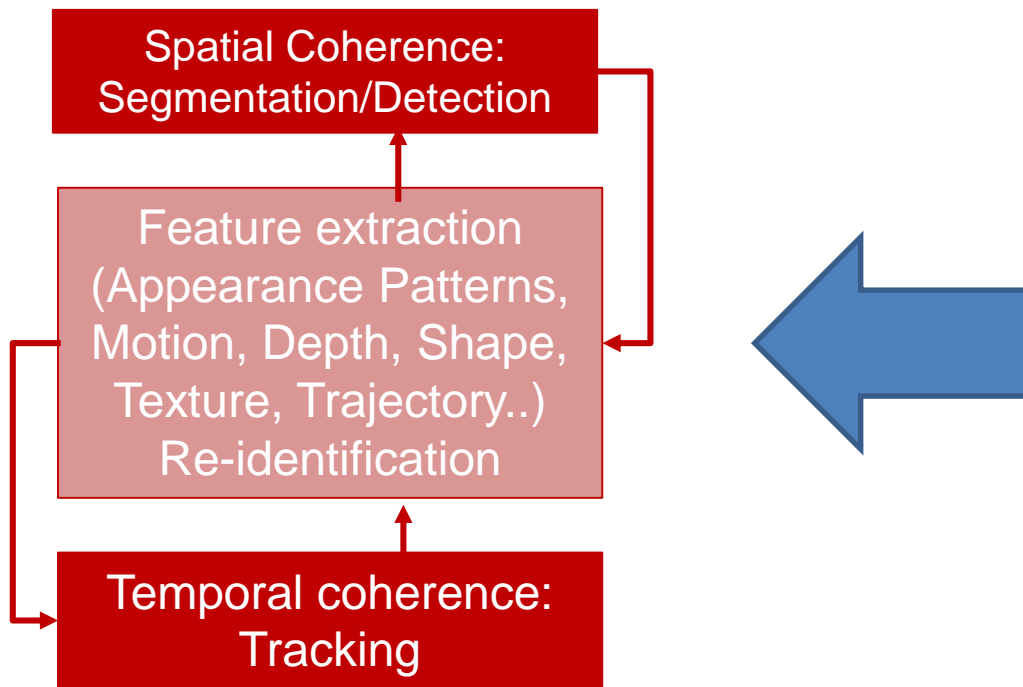 Spatial Coherence:
Segmentation/Detection
Feature extraction
(Appearance Patterns,
Motion, Depth, Shape,
Texture, Trajectory..)
Re-identification
Temporal coherence:
Tracking